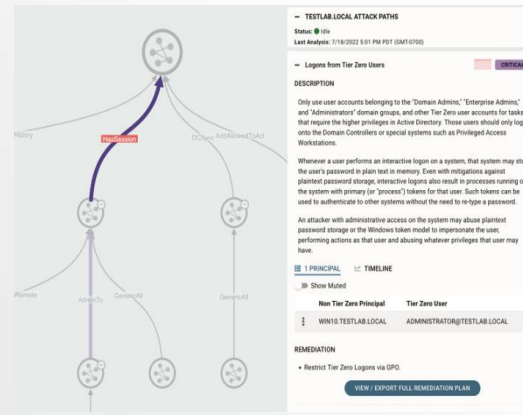 TESTLAB.LOCAL ATTACK PATHS
Status: Idle
Last Analysis: 7/18/2022 5:01 PM PDT (GMT-0700)
Logons from Tier Zero Users
CRITICAL
DESCRIPTION
Only use user accounts belonging to the "Domain Admins," "Enterprise Admins,"
and "Administrators" domain groups, and other Tier Zero user accounts for tasks
that require the higher privileges in Active Directory. Those users should only log
onto the Domain Controllers or special systems such as Privileged Access
Workstations.
Whenever a user performs an interactive logon on a system, that system may sto
the user's password in plain text in memory. Even with mitigations against
plaintext password storage, interactive logons also result in processes running o
the system with primary (or "process") tokens for that user. Such tokens can be
used to authenticate to other systems without the need to re-type a password.
An attacker with administrative access on the system may abuse plaintext
password storage or the Windows token model to impersonate the user,
performing actions as that user and abusing whatever privileges that user may
have.
1 PRINCIPAL TIMELINE
Show Muted
Non Tier Zero Principal Tier Zero User
WIN10.TESTLAB.LOCAL ADMINISTRATOR@TESTLAB.LOCAL
REMEDIATION
• Restrict Tier Zero Logons via GPO.
VIEW / EXPORT FULL REMEDIATION PLAN
History
HasSession
DCSync AddAllowedToAct
Remote
AdminTo
GenericAll
GenericAll